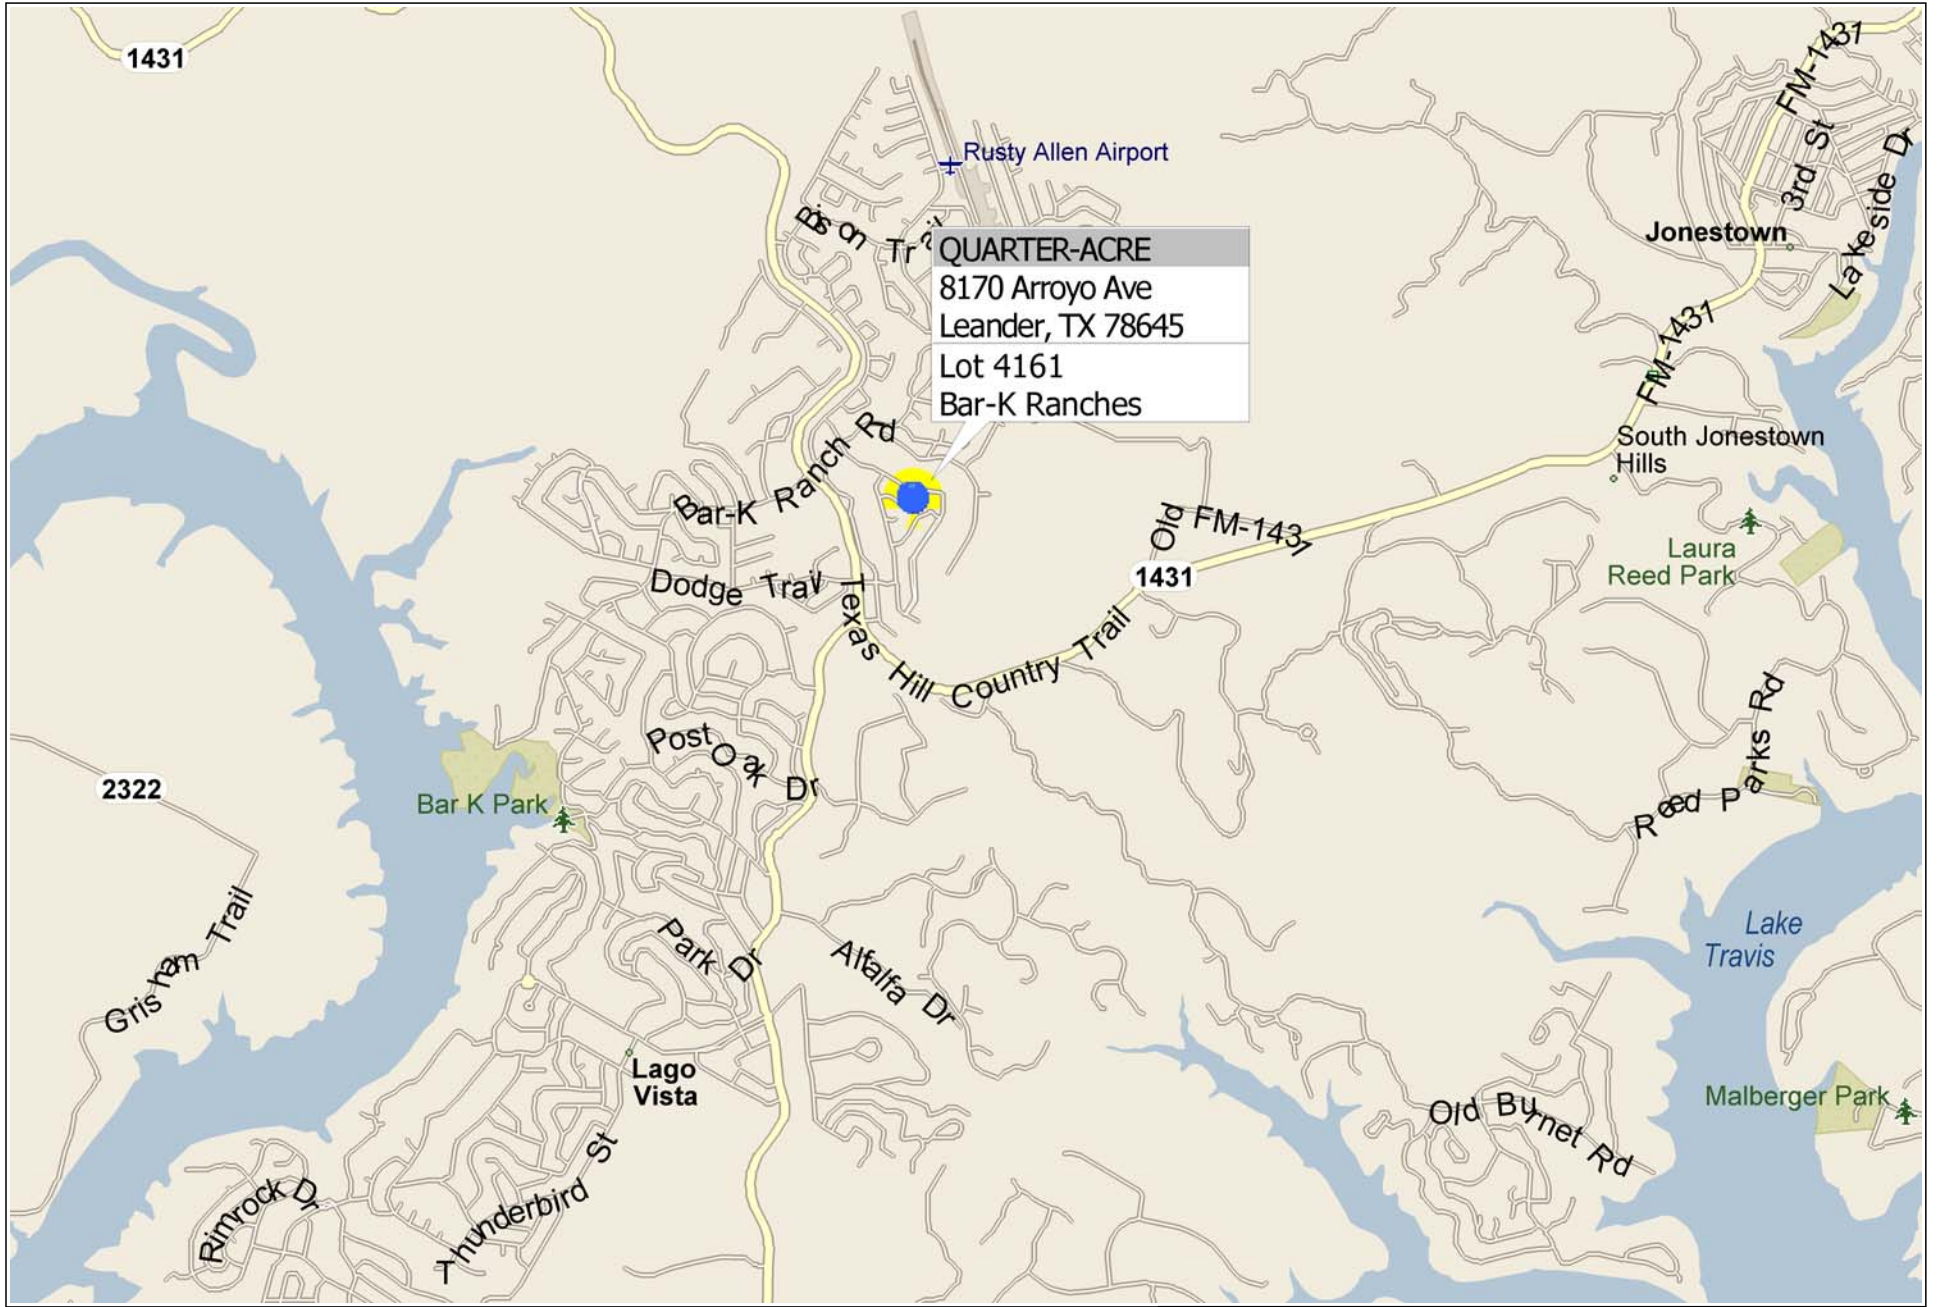 1431
FM-1431
3rd St
Lakeside Dr
Rusty Allen Airport
Bison Trail
Jonestown
QUARTER-ACRE
8170 Arroyo Ave
Leander, TX 78645
Lot 4161
Bar-K Ranches
FM-1431
Bar-K Ranch Rd
South Jonestown
Hills
Old FM-1431
Laura
Reed Park
1431
Dodge Trail
Texas Hill Country Trail
Reed Parks Rd
Post Oak Dr
2322
Bar K Park
Grisham Trail
Park Dr
Alfalfa Dr
Lake
Travis
Lago
Vista
Malberger Park
Old Burnet Rd
Thunderbird St
Rimrock Dr